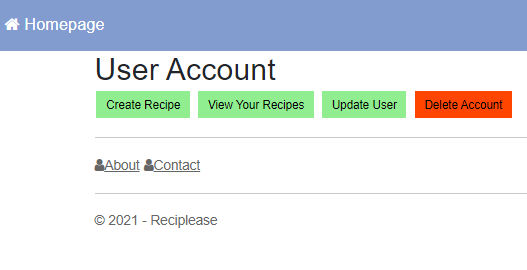 Homepage
User Account
Create Recipe View Your Recipes Update User Delete Account
About Contact
© 2021 - Reciplease